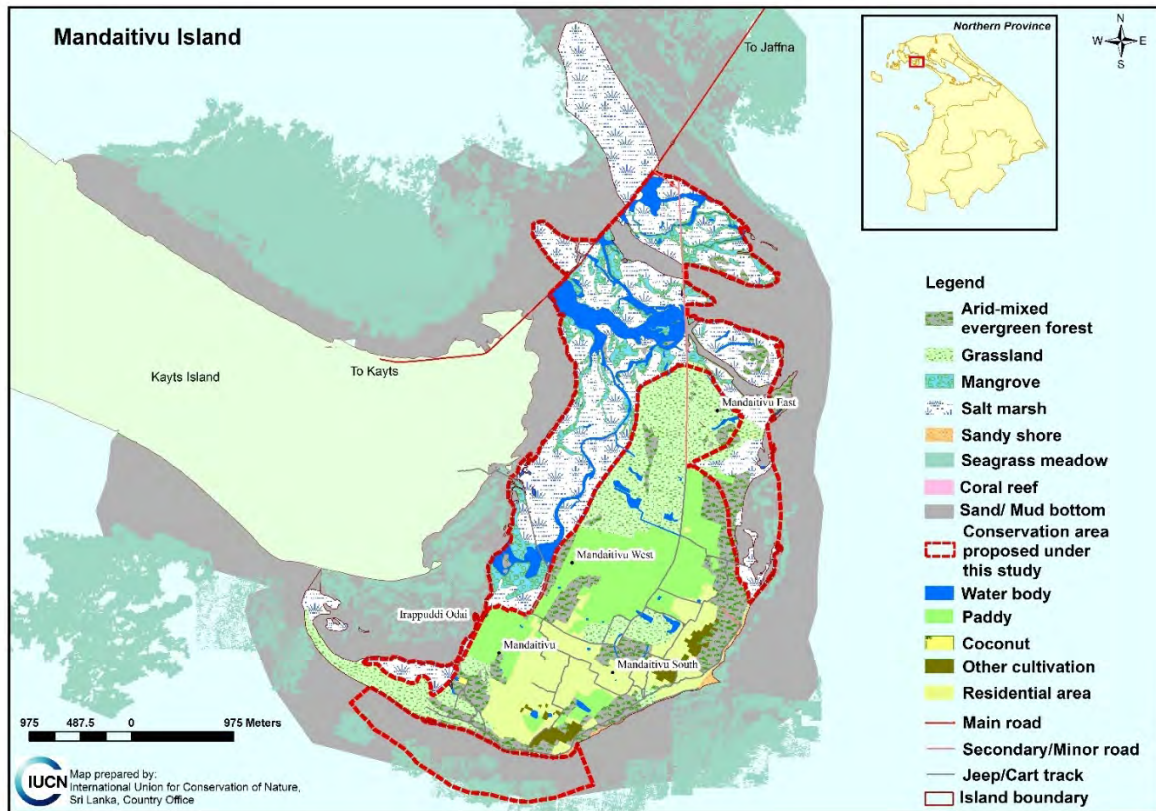 Mandaitivu Island
To Jaffna
Northern Province
N
W E
S
Kayts Island
To Kayts
Mandaitivu East
Mandaitivu West
Irappuddi Odai
Mandaitivu
Mandaitivu South
Legend
Arid-mixed
evergreen forest
Grassland
Mangrove
Salt marsh
Sandy shore
Seagrass meadow
Coral reef
Sand/ Mud bottom
Conservation area
proposed under
this study
Water body
Paddy
Coconut
Other cultivation
Residential area
Main road
Secondary/Minor road
Jeep/Cart track
Island boundary
975 487.5 0 975 Meters
IUCN
Map prepared by:
International Union for Conservation of Nature,
Sri Lanka, Country Office